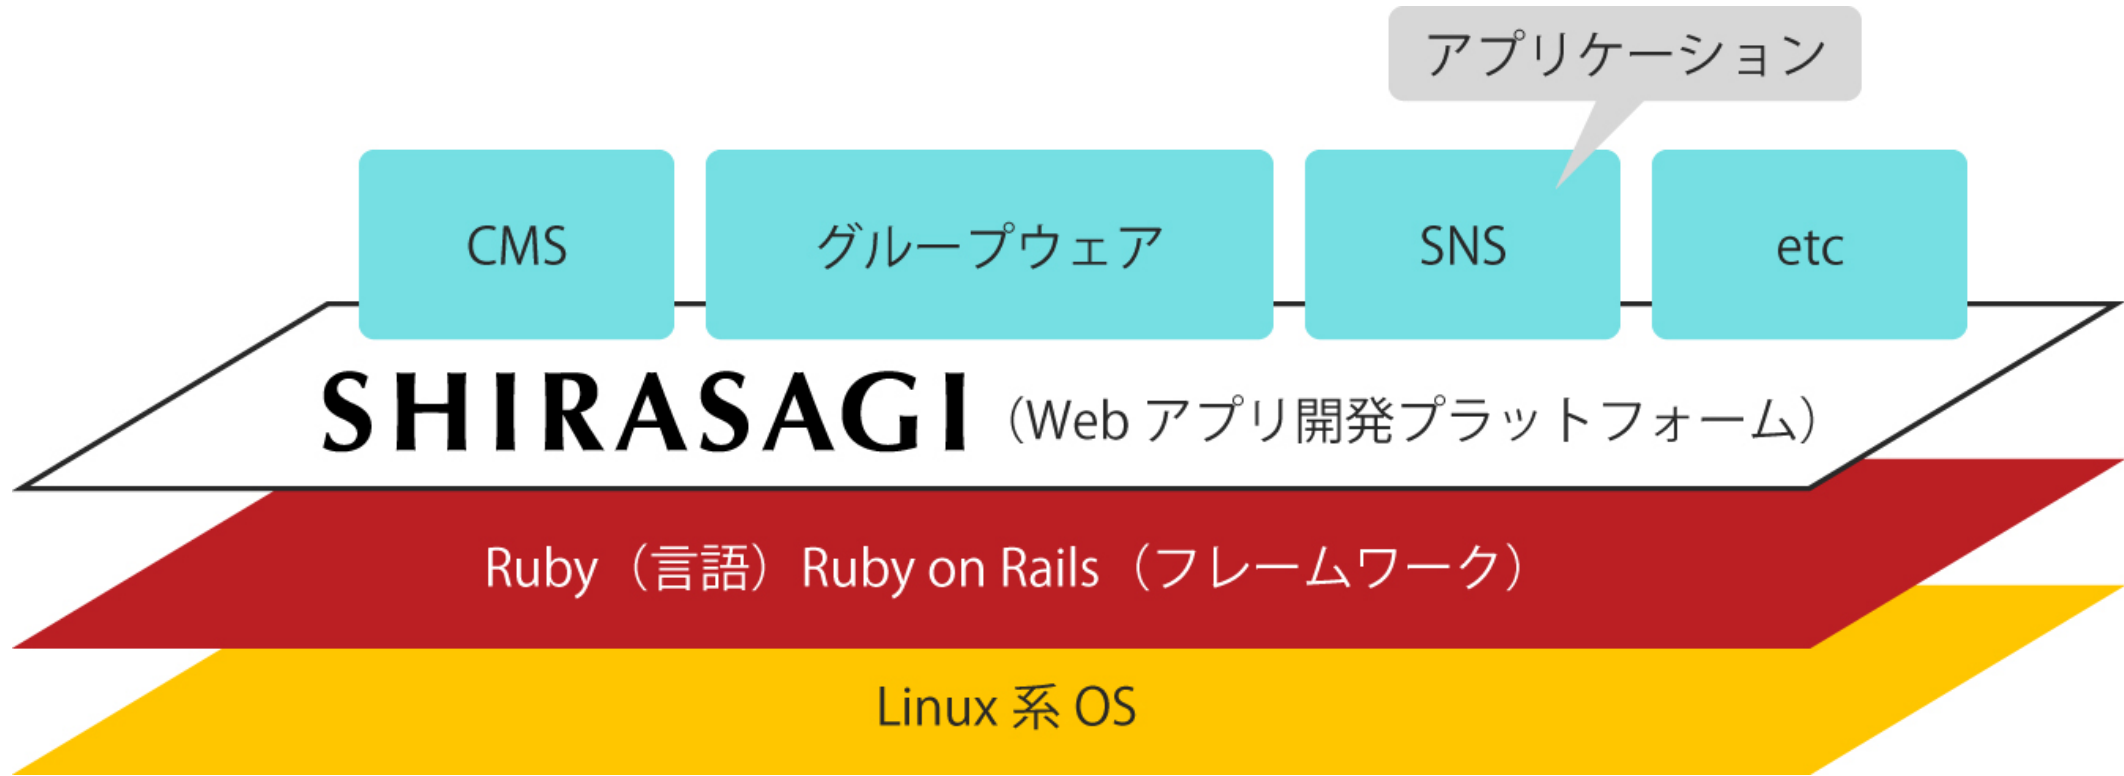 アプリケーション
CMS
グループウェア
SNS
etc
SHIRASAGI（Web アプリ開発プラットフォーム）
Ruby（言語）Ruby on Rails（フレームワーク）
Linux 系 OS